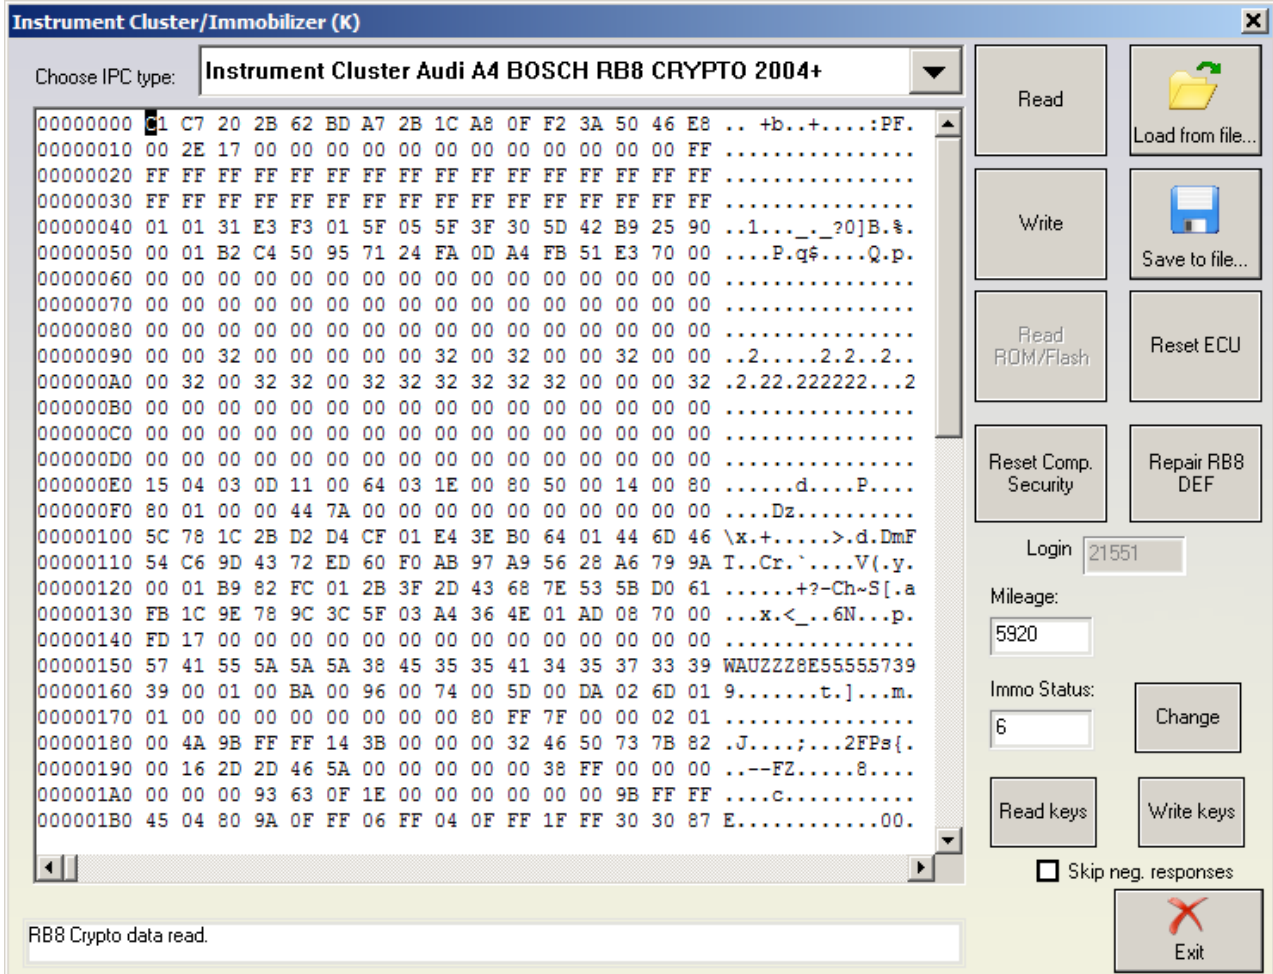 Instrument Cluster/Immobilizer (K)
Choose IPC type: Instrument Cluster Audi A4 BOSCH RB8 CRYPTO 2004+
00000000 C1 C7 20 2B 62 BD A7 2B 1C A8 0F F2 3A 50 46 E8 .. +b..+....:PF.
00000010 00 2E 17 00 00 00 00 00 00 00 00 00 00 00 00 FF ................
00000020 FF FF FF FF FF FF FF FF FF FF FF FF FF FF FF FF ................
00000030 FF FF FF FF FF FF FF FF FF FF FF FF FF FF FF FF ................
00000040 01 01 31 E3 F3 01 5F 05 5F 3F 30 5D 42 B9 25 90 ..1..._._?0]B.%.
00000050 00 01 B2 C4 50 95 71 24 FA 0D A4 FB 51 E3 70 00 ....P.q$....Q.p.
00000060 00 00 00 00 00 00 00 00 00 00 00 00 00 00 00 00 ................
00000070 00 00 00 00 00 00 00 00 00 00 00 00 00 00 00 00 ................
00000080 00 00 00 00 00 00 00 00 00 00 00 00 00 00 00 00 ................
00000090 00 00 32 00 00 00 00 00 32 00 32 00 00 32 00 00 ..2.....2.2..2..
000000A0 00 32 00 32 32 00 32 32 32 32 32 32 00 00 00 32 .2.22.222222...2
000000B0 00 00 00 00 00 00 00 00 00 00 00 00 00 00 00 00 ................
000000C0 00 00 00 00 00 00 00 00 00 00 00 00 00 00 00 00 ................
000000D0 00 00 00 00 00 00 00 00 00 00 00 00 00 00 00 00 ................
000000E0 15 04 03 0D 11 00 64 03 1E 00 80 50 00 14 00 80 ......d....P....
000000F0 80 01 00 00 44 7A 00 00 00 00 00 00 00 00 00 00 ....Dz..........
00000100 5C 78 1C 2B D2 D4 CF 01 E4 3E B0 64 01 44 6D 46 \x.+.....>.d.DmF
00000110 54 C6 9D 43 72 ED 60 F0 AB 97 A9 56 28 A6 79 9A T..Cr.`....V(.y.
00000120 00 01 B9 82 FC 01 2B 3F 2D 43 68 7E 53 5B D0 61 ......+?-Ch~S[.a
00000130 FB 1C 9E 78 9C 3C 5F 03 A4 36 4E 01 AD 08 70 00 ...x.<_..6N...p.
00000140 FD 17 00 00 00 00 00 00 00 00 00 00 00 00 00 00 ................
00000150 57 41 55 5A 5A 5A 38 45 35 35 41 34 35 37 33 39 WAUZZZ8E55555739
00000160 39 00 01 00 BA 00 96 00 74 00 5D 00 DA 02 6D 01 9.......t.]...m.
00000170 01 00 00 00 00 00 00 00 00 80 FF 7F 00 00 02 01 ................
00000180 00 4A 9B FF FF 14 3B 00 00 00 32 46 50 73 7B 82 .J....;...2FPs{.
00000190 00 16 2D 2D 46 5A 00 00 00 00 00 38 FF 00 00 00 ..--FZ.....8....
000001A0 00 00 00 93 63 0F 1E 00 00 00 00 00 00 9B FF FF ....c...........
000001B0 45 04 80 9A 0F FF 06 FF 04 0F FF 1F FF 30 30 87 E............00.
RB8 Crypto data read.
Read
Load from file...
Write
Save to file...
Read
ROM/Flash
Reset ECU
Reset Comp.
Security
Repair RB8
DEF
Login 21551
Mileage:
5920
Immo Status:
6
Change
Read keys
Write keys
Skip neg. responses
Exit